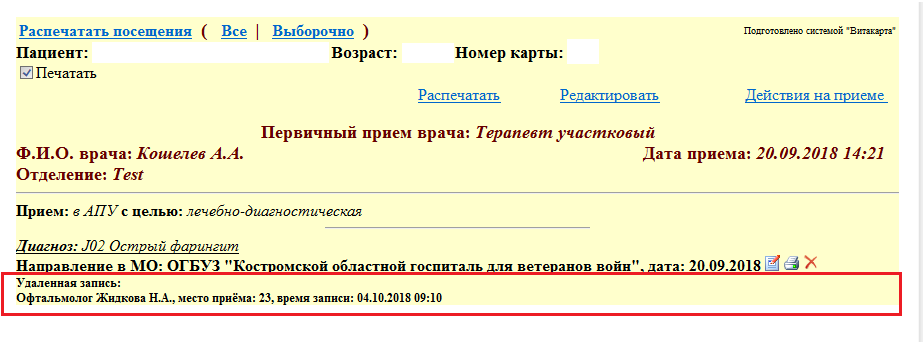 Распечатать посещения ( Все | Выборочно )
Подготовлено системой "Витакарта"
Пациент: Возраст: Номер карты:
Печатать
Распечатать Редактировать Действия на приеме
Первичный прием врача: Терапевт участковый
Ф.И.О. врача: Кошелев А.А. Дата приема: 20.09.2018 14:21
Отделение: Test
Прием: в АПУ с целью: лечебно-диагностическая
Диагноз: J02 Острый фарингит
Направление в МО: ОГБУЗ "Костромской областной госпиталь для ветеранов войн", дата: 20.09.2018
Удаленная запись:
Офтальмолог Жидкова Н.А., место приёма: 23, время записи: 04.10.2018 09:10